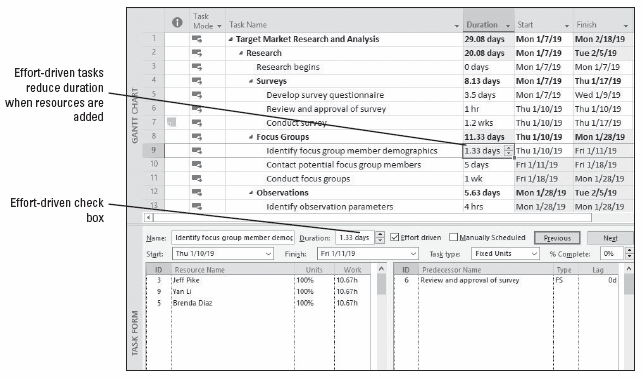 Task
Mode
Task Name
Duration
Start
Finish
1 Target Market Research and Analysis 29.08 days Mon 1/7/19 Mon 2/18/19
2 Research 20.08 days Mon 1/7/19 Tue 2/5/19
3 Research begins 0 days Mon 1/7/19 Mon 1/7/19
4 Surveys 8.13 days Mon 1/7/19 Thu 1/17/19
5 Develop survey questionnaire 3.5 days Mon 1/7/19 Wed 1/9/19
6 Review and approval of survey 1 hr Thu 1/10/19 Thu 1/10/19
7 Conduct survey 1.2 wks Thu 1/10/19 Thu 1/17/19
8 Focus Groups 11.33 days Thu 1/10/19 Mon 1/28/19
9 Identify focus group member demographics 1.33 days Thu 1/10/19 Fri 1/11/19
10 Contact potential focus group members 5 days Fri 1/11/19 Fri 1/18/19
11 Conduct focus groups 1 wk Fri 1/18/19 Mon 1/28/19
12 Observations 5.63 days Mon 1/28/19 Tue 2/5/19
13 Identify observation parameters 4 hrs Mon 1/28/19 Mon 1/28/19
GANTT CHART
Effort-driven tasks
reduce duration
when resources are
added
Effort-driven check
box
Name: Identify focus group member demog Duration: 1.33 days Effort driven Manually Scheduled Previous Next
Start: Thu 1/10/19 Finish: Fri 1/11/19 Task type: Fixed Units % Complete: 0%
ID Resource Name Units Work
3 Jeff Pike 100% 10.67h
9 Yan Li 100% 10.67h
5 Brenda Diaz 100% 10.67h
ID Predecessor Name Type Lag
6 Review and approval of survey FS 0d
TASK FORM